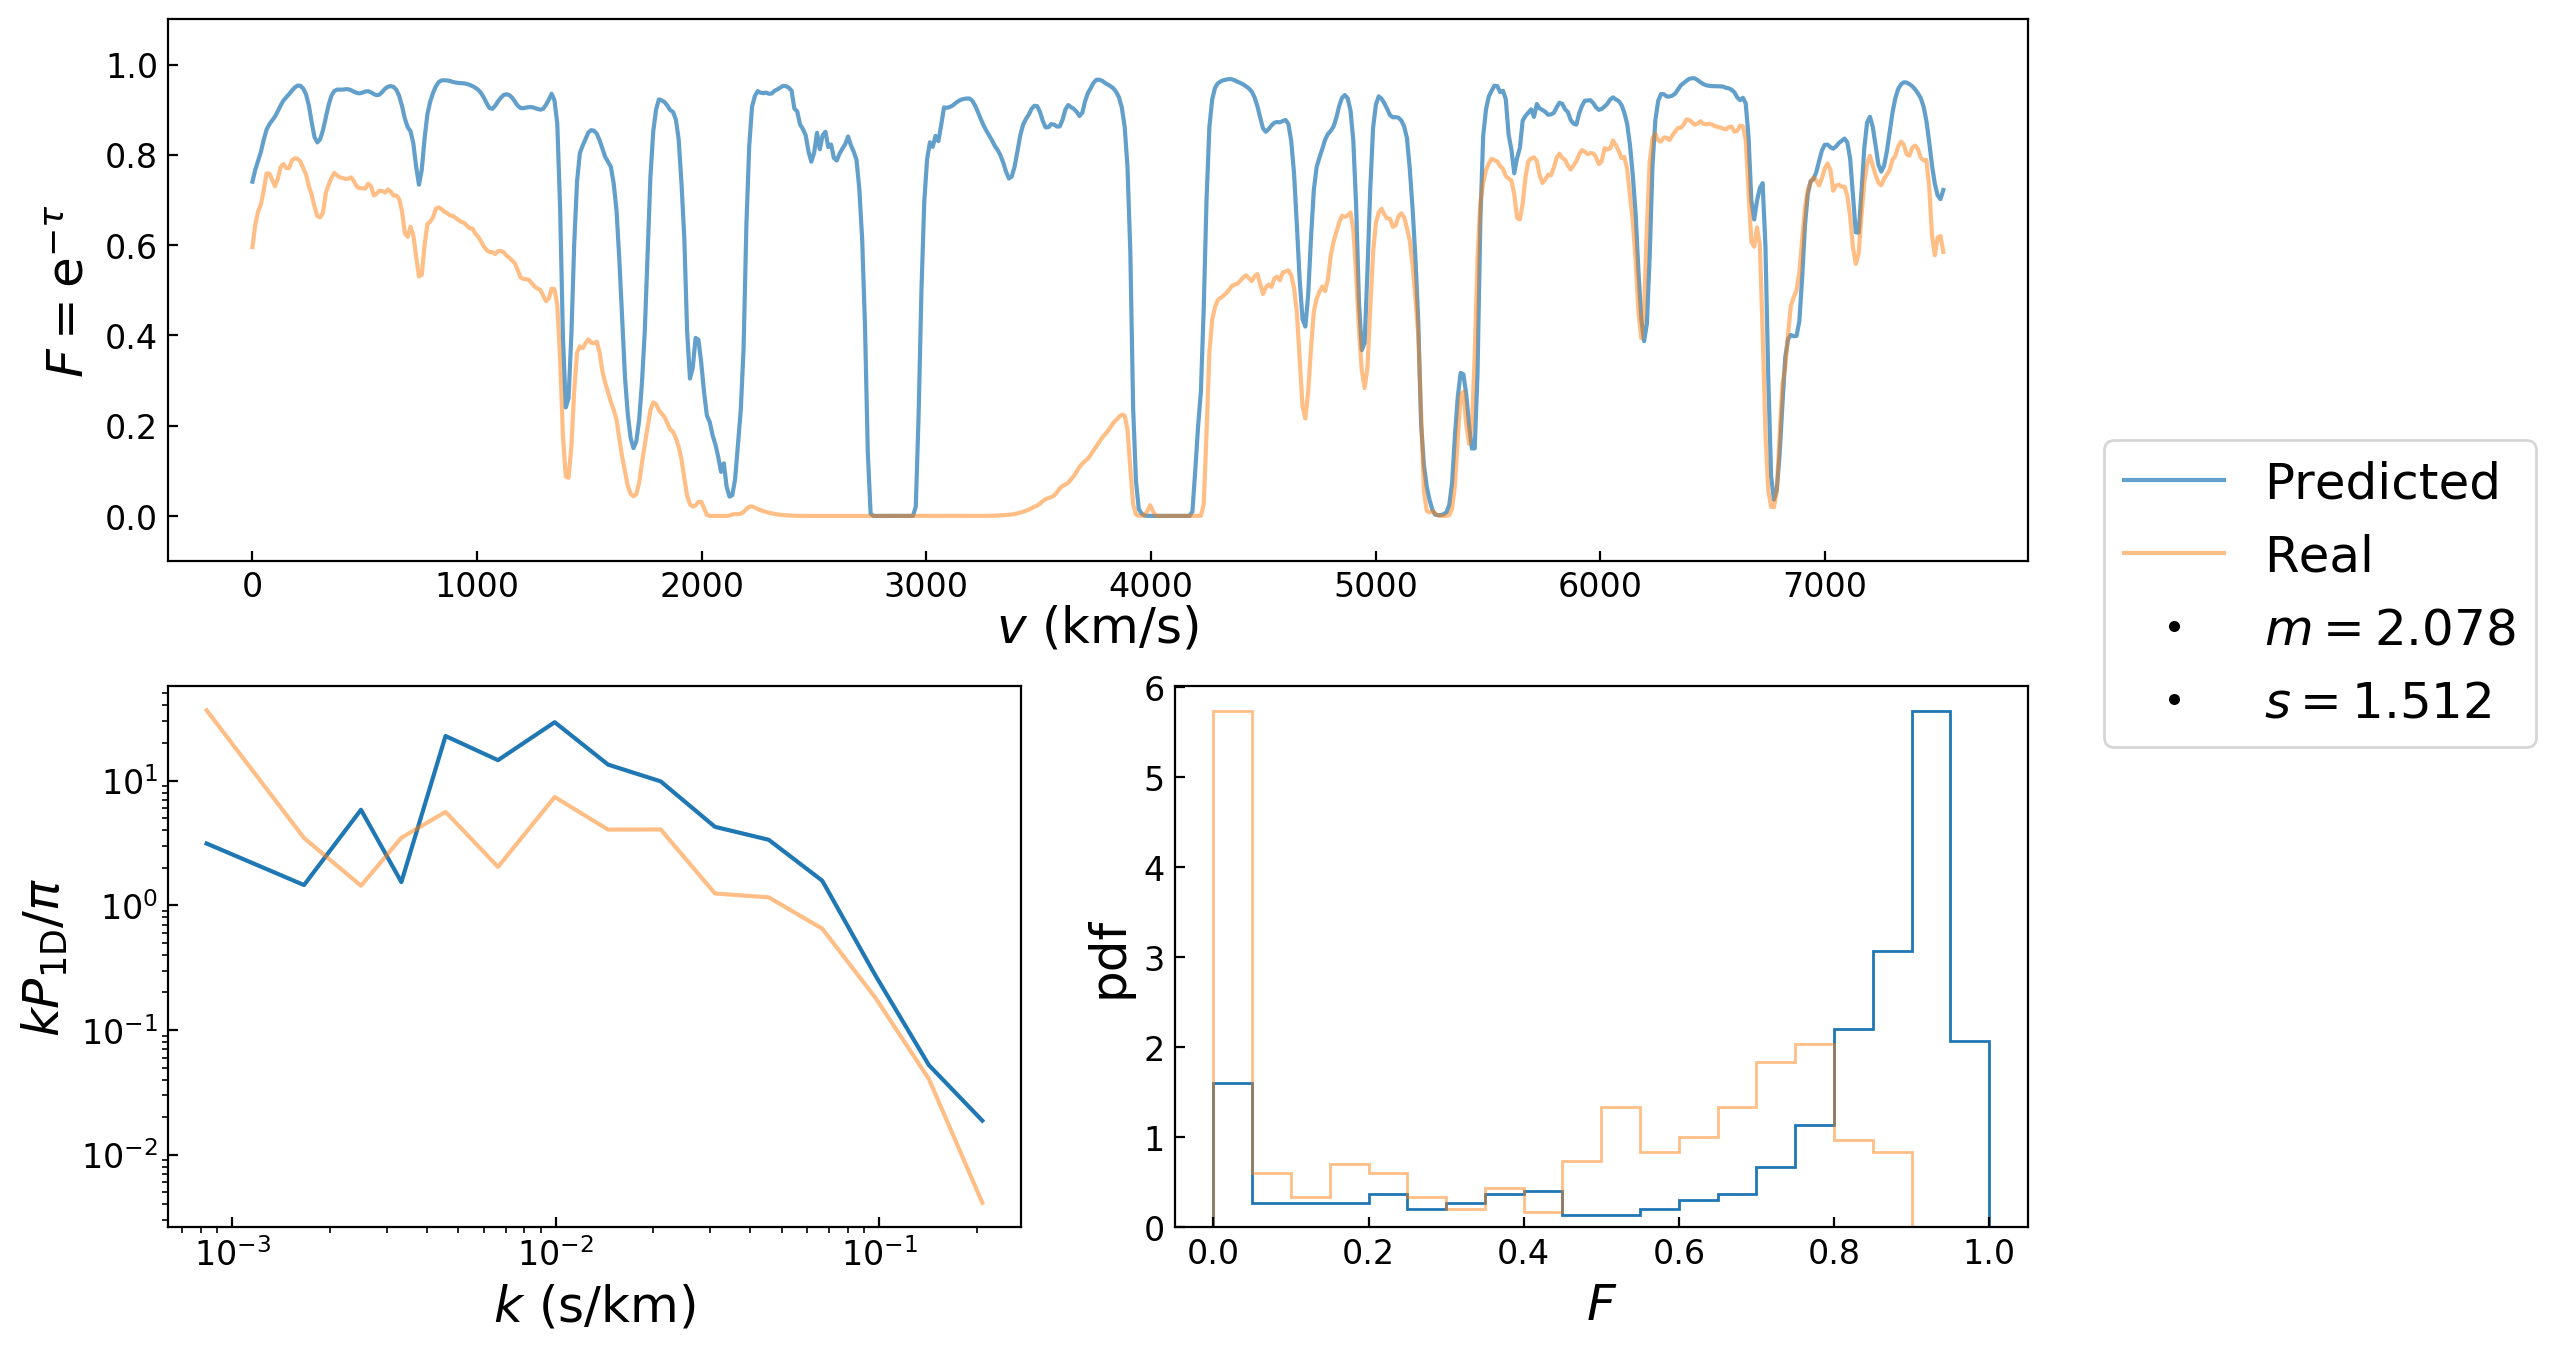 1.0
0.8
0.6
0.4
0.2
0.0
F = e^{−τ}
0 1000 2000 3000 4000 5000 6000 7000
v (km/s)
Predicted
Real
m = 2.078
s = 1.512
10^1
10^0
10^{−1}
10^{−2}
kP_{1D}/π
10^{−3} 10^{−2} 10^{−1}
k (s/km)
6
5
4
3
2
1
0
pdf
0.0 0.2 0.4 0.6 0.8 1.0
F